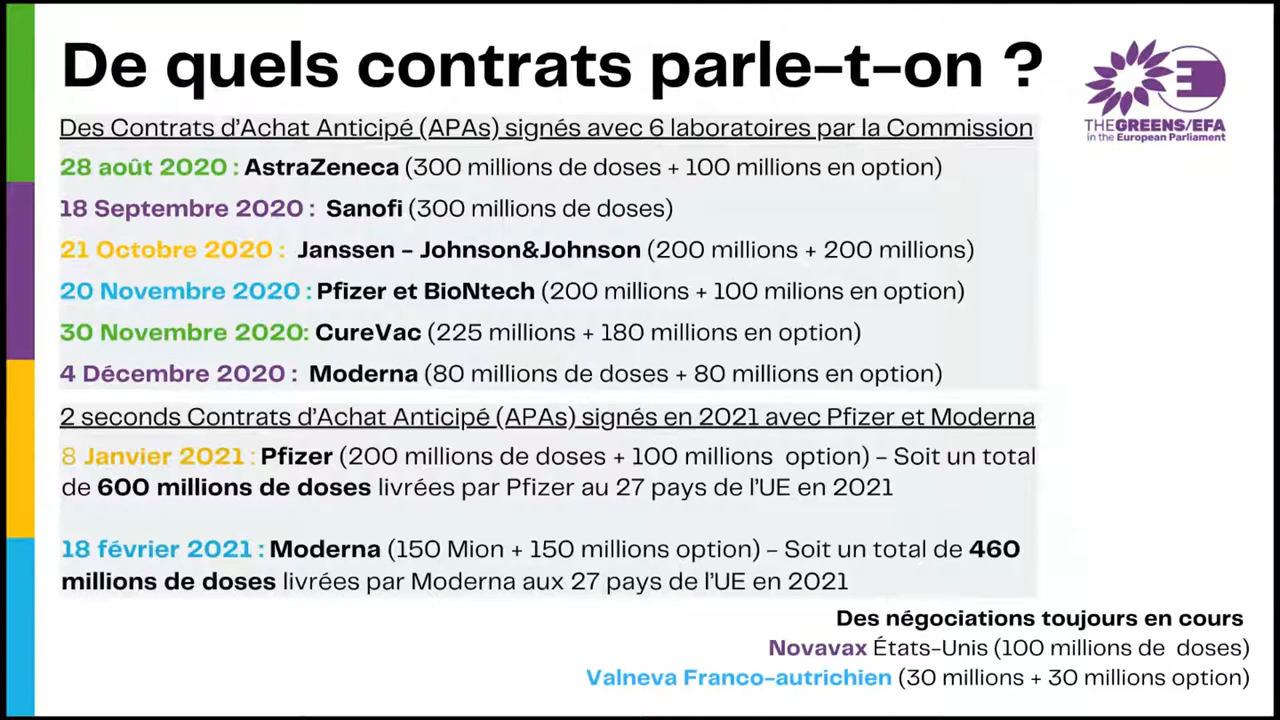 De quels contrats parle-t-on ?
THEGREENS/EFA
in the European Parliament
Des Contrats d'Achat Anticipé (APAs) signés avec 6 laboratoires par la Commission
28 août 2020 : AstraZeneca (300 millions de doses + 100 millions en option)
18 Septembre 2020 : Sanofi (300 millions de doses)
21 Octobre 2020 : Janssen - Johnson&Johnson (200 millions + 200 millions)
20 Novembre 2020 : Pfizer et BioNtech (200 millions + 100 milions en option)
30 Novembre 2020: CureVac (225 millions + 180 millions en option)
4 Décembre 2020 : Moderna (80 millions de doses + 80 millions en option)
2 seconds Contrats d'Achat Anticipé (APAs) signés en 2021 avec Pfizer et Moderna
8 Janvier 2021 : Pfizer (200 millions de doses + 100 millions option) - Soit un total
de 600 millions de doses livrées par Pfizer au 27 pays de l'UE en 2021
18 février 2021 : Moderna (150 Mion + 150 millions option) - Soit un total de 460
millions de doses livrées par Moderna aux 27 pays de l'UE en 2021
Des négociations toujours en cours
Novavax États-Unis (100 millions de doses)
Valneva Franco-autrichien (30 millions + 30 millions option)